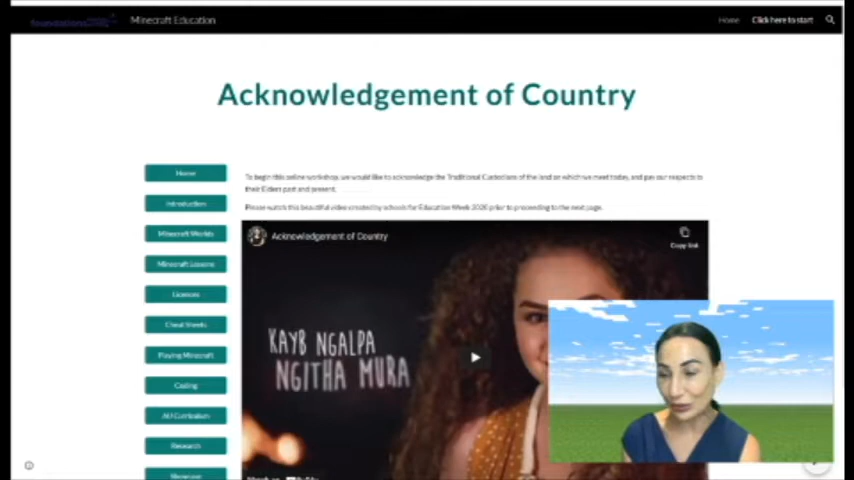 Minecraft Education
Home
Click here to start
Acknowledgement of Country
Home
Introduction
Minecraft Worlds
Minecraft Lessons
Licences
Cheat Sheets
Playing Minecraft
Coding
AU Curriculum
Research
Showcase
To begin this online workshop, we would like to acknowledge the Traditional Custodians of the land on which we meet today, and pay our respects to
their Elders past and present.
Please watch this beautiful video created by schools for Education Week 2020 prior to proceeding to the next page.
Acknowledgement of Country
Copy link
KAYB NGALPA
NGITHA MURA